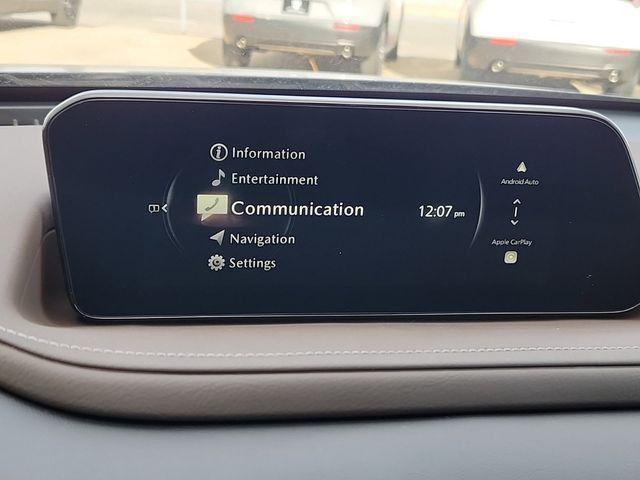 Information
Entertainment
Communication
Navigation
Settings
12:07 pm
Android Auto
Apple CarPlay